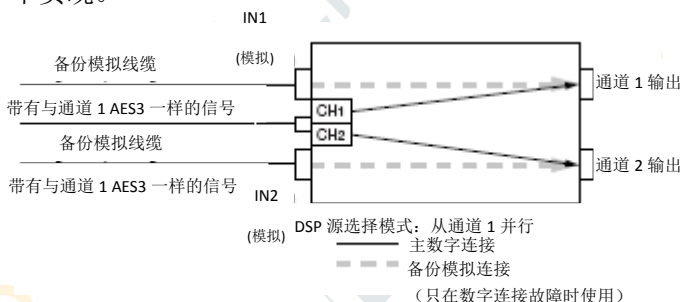 IN1
备份模拟线缆
(模拟)
通道 1 输出
带有与通道 1 AES3 一样的信号
CH1
CH2
备份模拟线缆
通道 2 输出
带有与通道 1 AES3 一样的信号
IN2
(模拟)
DSP 源选择模式：从通道 1 并行
主数字连接
备份模拟连接
（只在数字连接故障时使用）